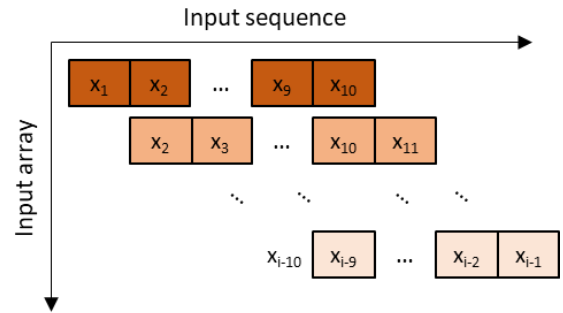 Input sequence
Input array
x₁ x₂ ... x₉ x₁₀
x₂ x₃ ... x₁₀ x₁₁
xᵢ₋₁₀ xᵢ₋₉ ... xᵢ₋₂ xᵢ₋₁